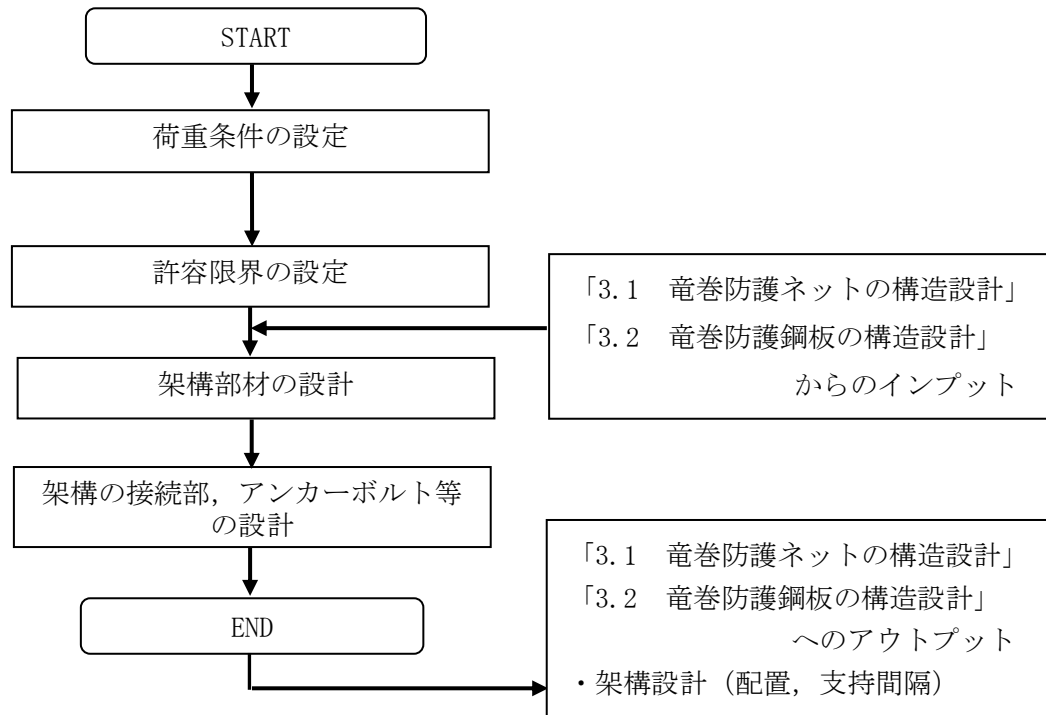 START
荷重条件の設定
許容限界の設定
「3.1　竜巻防護ネットの構造設計」
「3.2　竜巻防護鋼板の構造設計」
からのインプット
架構部材の設計
架構の接続部，アンカーボルト等
の設計
END
「3.1　竜巻防護ネットの構造設計」
「3.2　竜巻防護鋼板の構造設計」
へのアウトプット
・架構設計（配置，支持間隔）